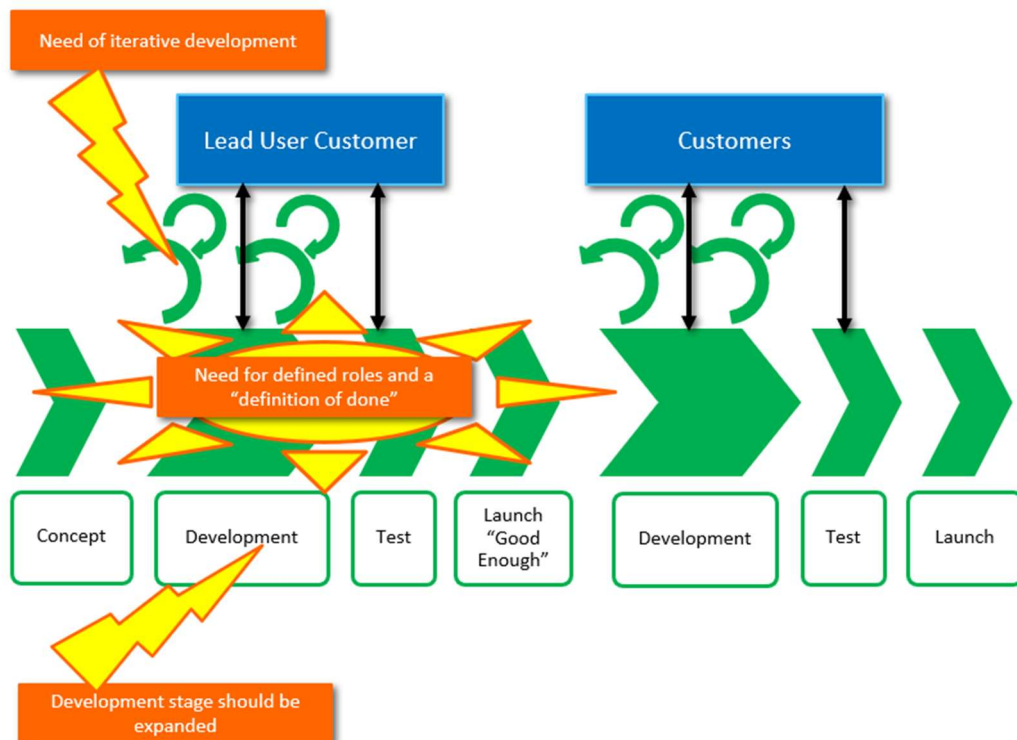 Need of iterative development
Lead User Customer
Customers
Need for defined roles and a
“definition of done”
Concept
Development
Test
Launch
“Good
Enough”
Development
Test
Launch
Development stage should be
expanded